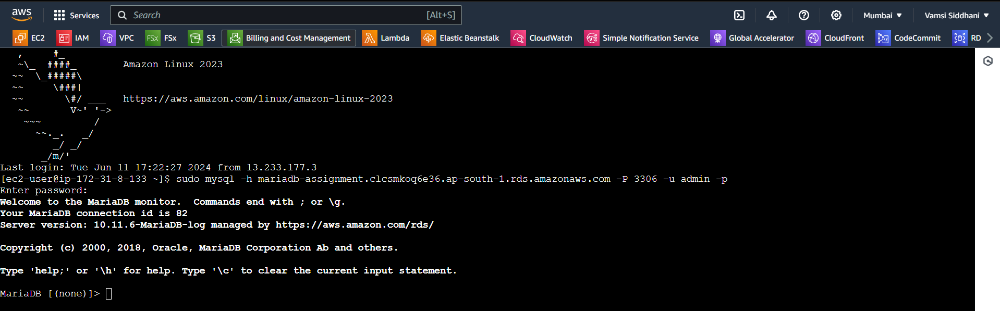 aws Services Search [Alt+S] Mumbai ▼ Vamsi Siddhani ▼
EC2 IAM VPC FSx FSx S3 Billing and Cost Management Lambda Elastic Beanstalk CloudWatch Simple Notification Service Global Accelerator CloudFront CodeCommit RD
   ,     #_
   ~\_  ####_        Amazon Linux 2023
  ~~  \_#####\
  ~~     \###|
  ~~       \#/ ___   https://aws.amazon.com/linux/amazon-linux-2023
   ~~       V~' '->
    ~~~         /
      ~~._.   _/
         _/ _/
       _/m/'
Last login: Tue Jun 11 17:22:27 2024 from 13.233.177.3
[ec2-user@ip-172-31-8-133 ~]$ sudo mysql -h mariadb-assignment.clcsmkoq6e36.ap-south-1.rds.amazonaws.com -P 3306 -u admin -p
Enter password:
Welcome to the MariaDB monitor.  Commands end with ; or \g.
Your MariaDB connection id is 82
Server version: 10.11.6-MariaDB-log managed by https://aws.amazon.com/rds/
Copyright (c) 2000, 2018, Oracle, MariaDB Corporation Ab and others.
Type 'help;' or '\h' for help. Type '\c' to clear the current input statement.
MariaDB [(none)]>